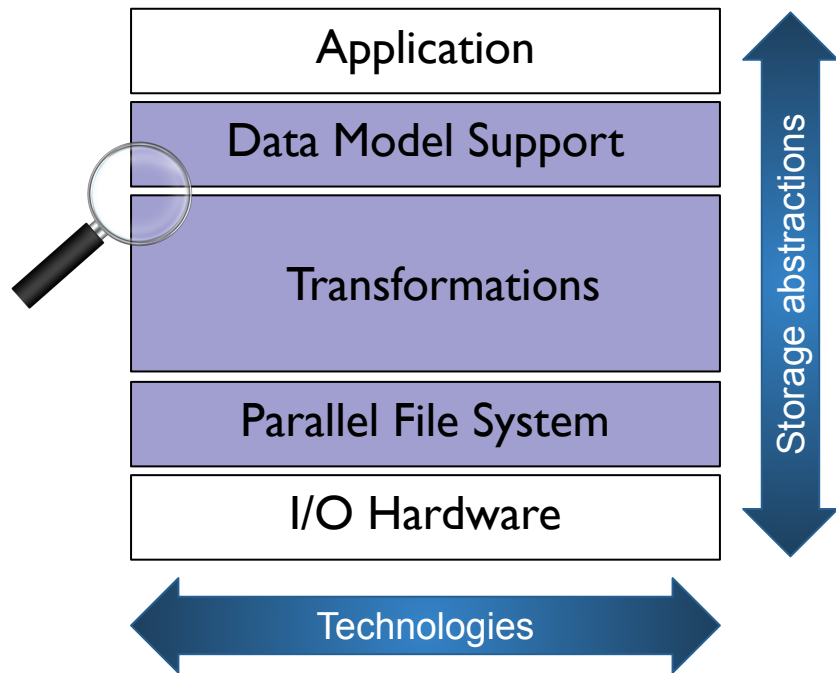 Application
Data Model Support
Transformations
Parallel File System
I/O Hardware
Storage abstractions
Technologies